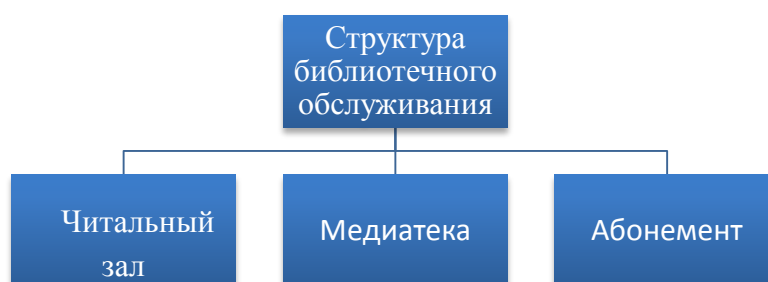 Структура
библиотечного
обслуживания
Читальный
зал
Медиатека
Абонемент